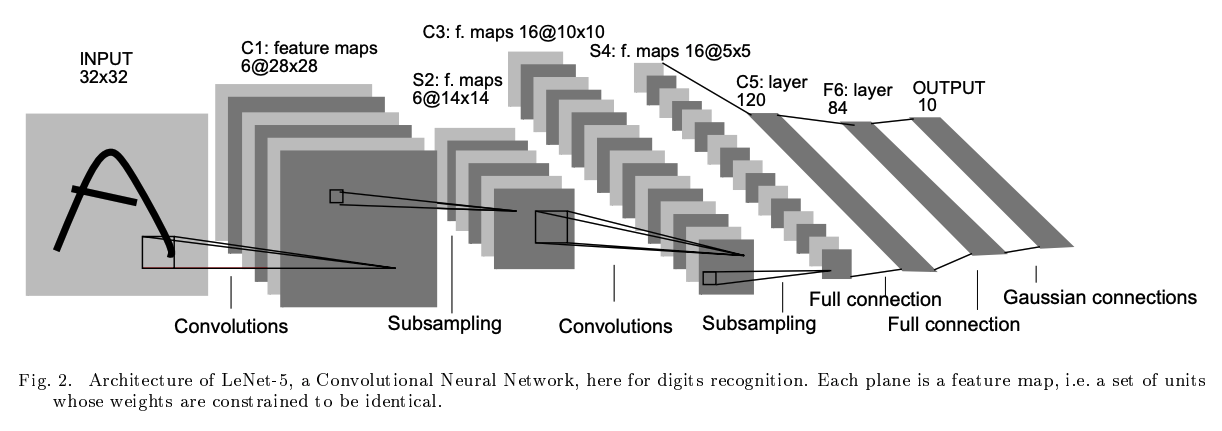 INPUT
32x32
C1: feature maps
6@28x28
S2: f. maps
6@14x14
C3: f. maps 16@10x10
S4: f. maps 16@5x5
C5: layer
120
F6: layer
84
OUTPUT
10
Convolutions
Subsampling
Convolutions
Subsampling
Full connection
Full connection
Gaussian connections
Fig. 2. Architecture of LeNet-5, a Convolutional Neural Network, here for digits recognition. Each plane is a feature map, i.e. a set of units
whose weights are constrained to be identical.
A